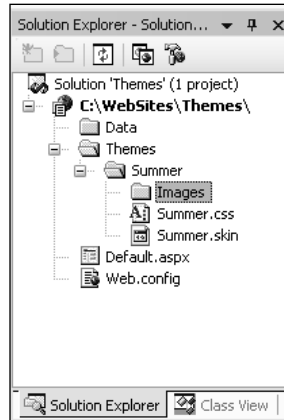 Solution Explorer - Solution...
Solution 'Themes' (1 project)
C:\WebSites\Themes\
Data
Themes
Summer
Images
Summer.css
Summer.skin
Default.aspx
Web.config
Solution Explorer Class View